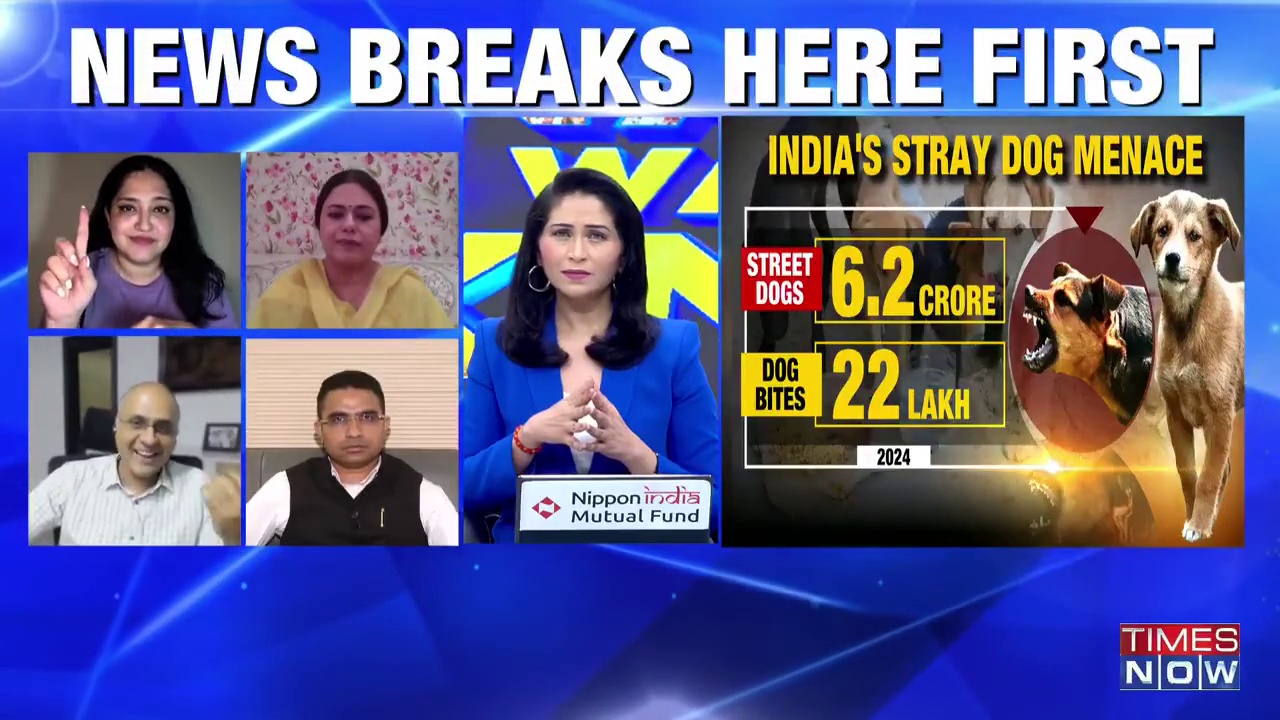 NEWS BREAKS HERE FIRST
INDIA'S STRAY DOG MENACE
STREET
DOGS
6.2 CRORE
DOG
BITES
22 LAKH
2024
Nippon india
Mutual Fund
TIMES
NOW